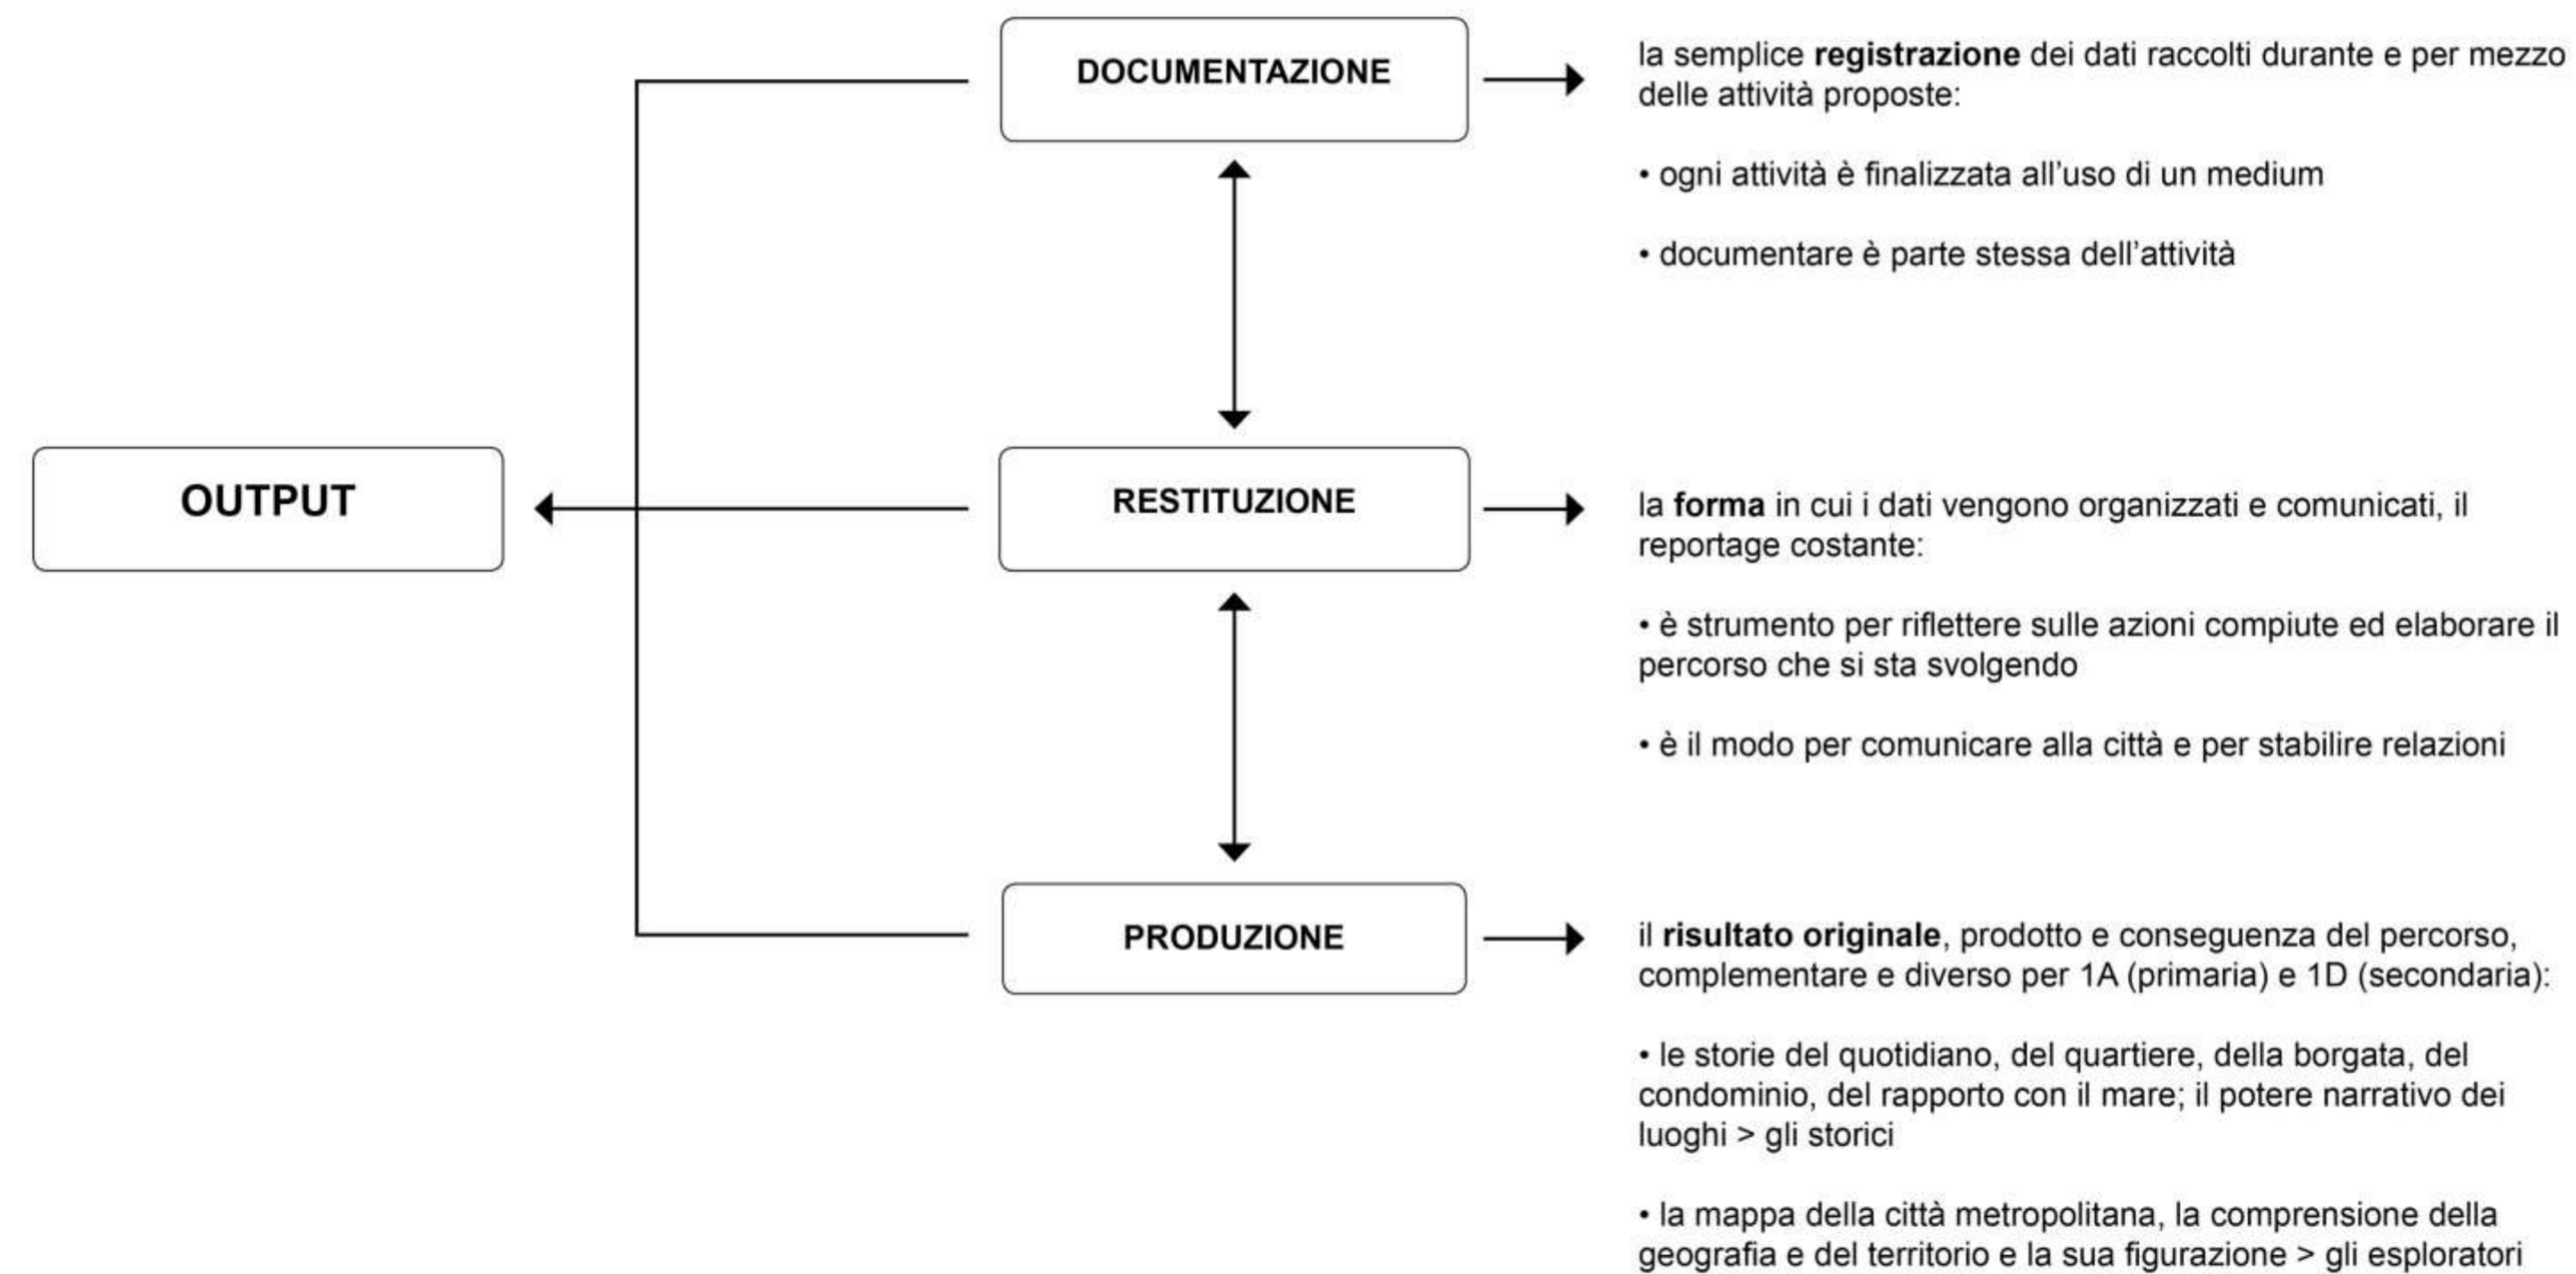 DOCUMENTAZIONE
la semplice registrazione dei dati raccolti durante e per mezzo
delle attività proposte:
• ogni attività è finalizzata all’uso di un medium
• documentare è parte stessa dell’attività
OUTPUT
RESTITUZIONE
la forma in cui i dati vengono organizzati e comunicati, il
reportage costante:
• è strumento per riflettere sulle azioni compiute ed elaborare il
percorso che si sta svolgendo
• è il modo per comunicare alla città e per stabilire relazioni
PRODUZIONE
il risultato originale, prodotto e conseguenza del percorso,
complementare e diverso per 1A (primaria) e 1D (secondaria):
• le storie del quotidiano, del quartiere, della borgata, del
condominio, del rapporto con il mare; il potere narrativo dei
luoghi > gli storici
• la mappa della città metropolitana, la comprensione della
geografia e del territorio e la sua figurazione > gli esploratori